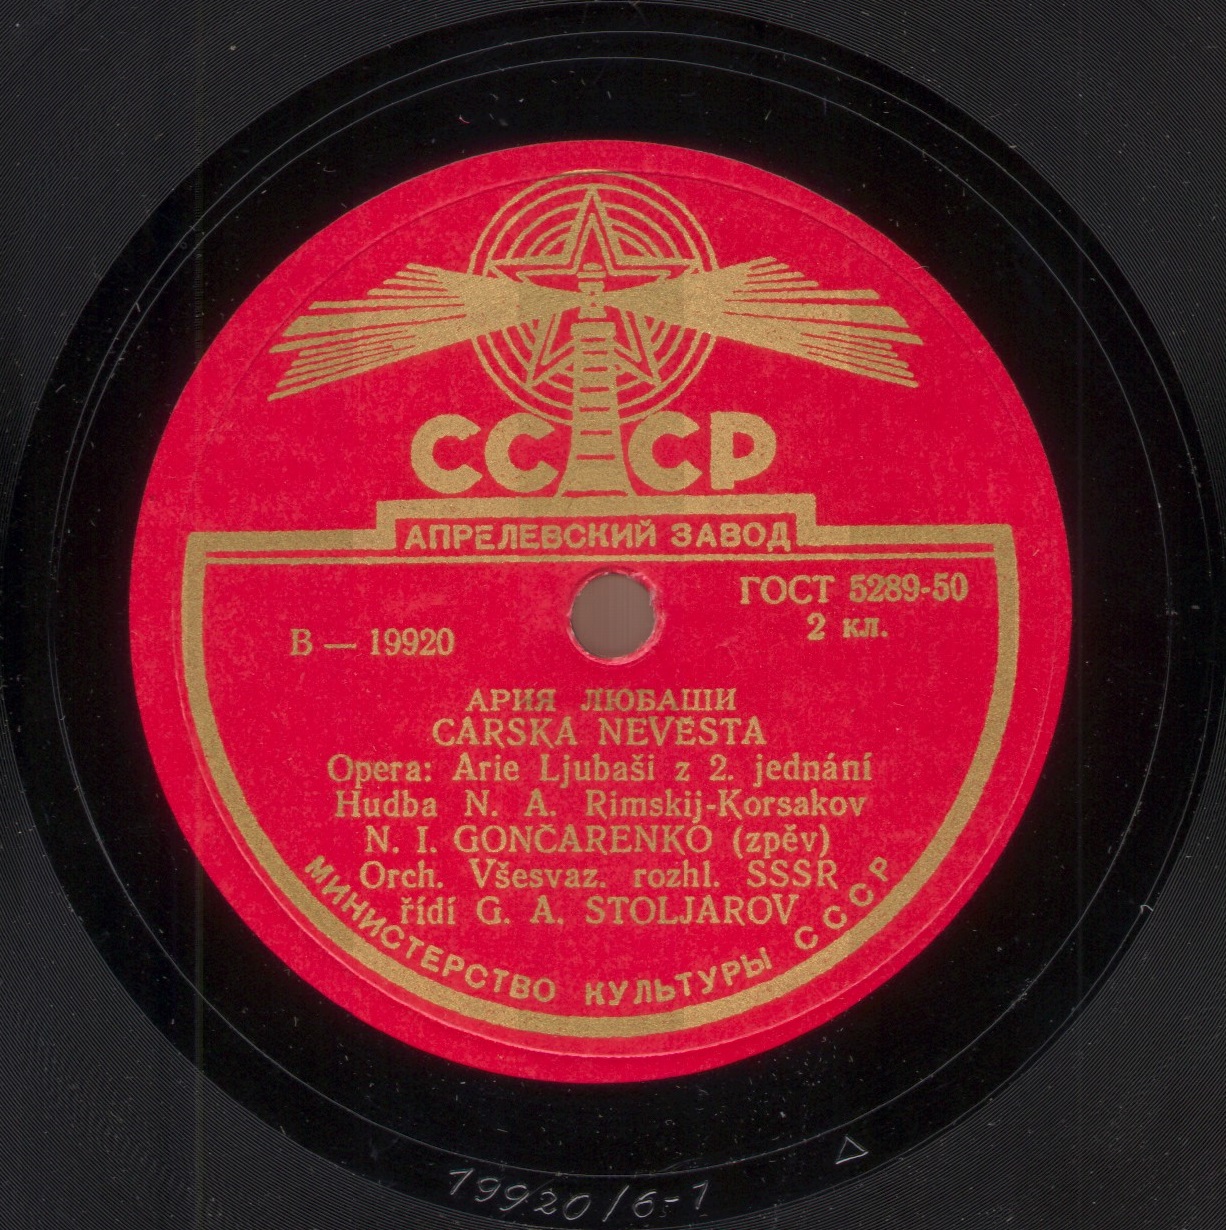 СССР
АПРЕЛЕВСКИЙ ЗАВОД
ГОСТ 5289-50
2 кл.
В — 19920
АРИЯ ЛЮБАШИ
CARSKA NEVĚSTA
Opera: Arie Ljubaši z 2. jednání
Hudba N. A. Rimskij-Korsakov
N. I. GONČARENKO (zpěv)
Orch. Všesvaz. rozhl. SSSR
řídí G. A. STOLJAROV
МИНИСТЕРСТВО КУЛЬТУРЫ СССР
19920/6-1